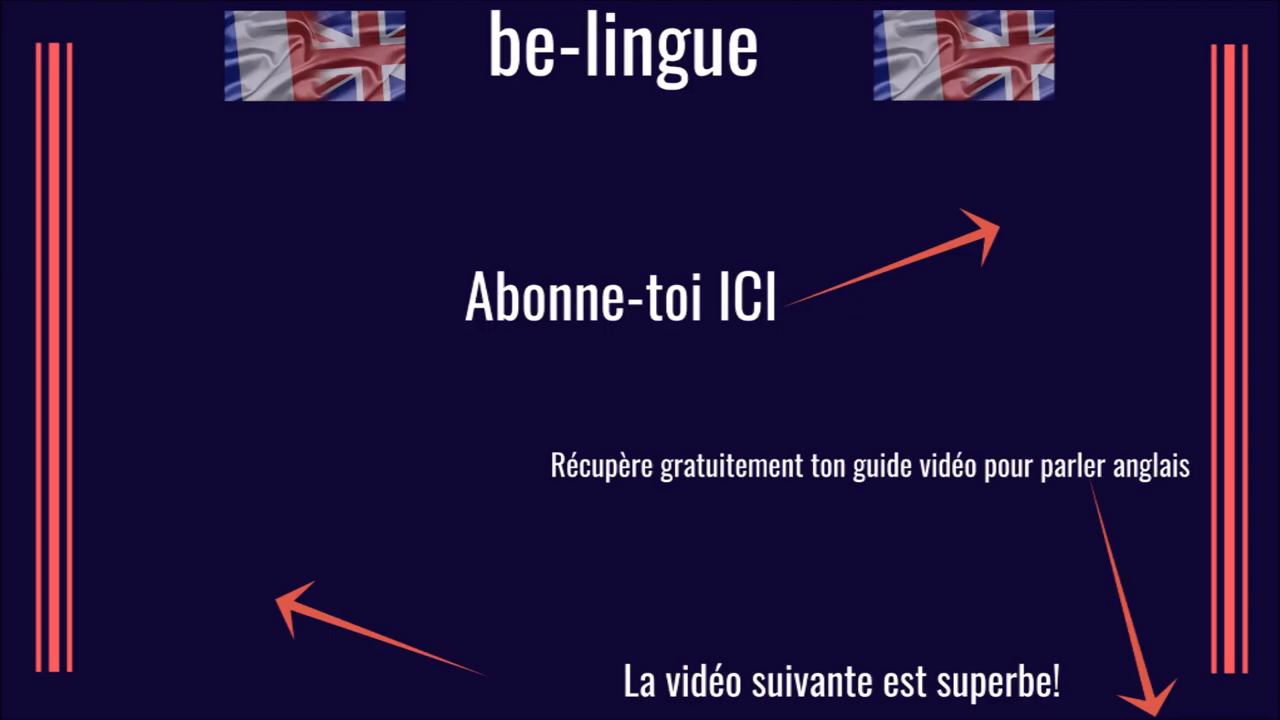 be-lingue
Abonne-toi ICI
Récupère gratuitement ton guide vidéo pour parler anglais
La vidéo suivante est superbe!